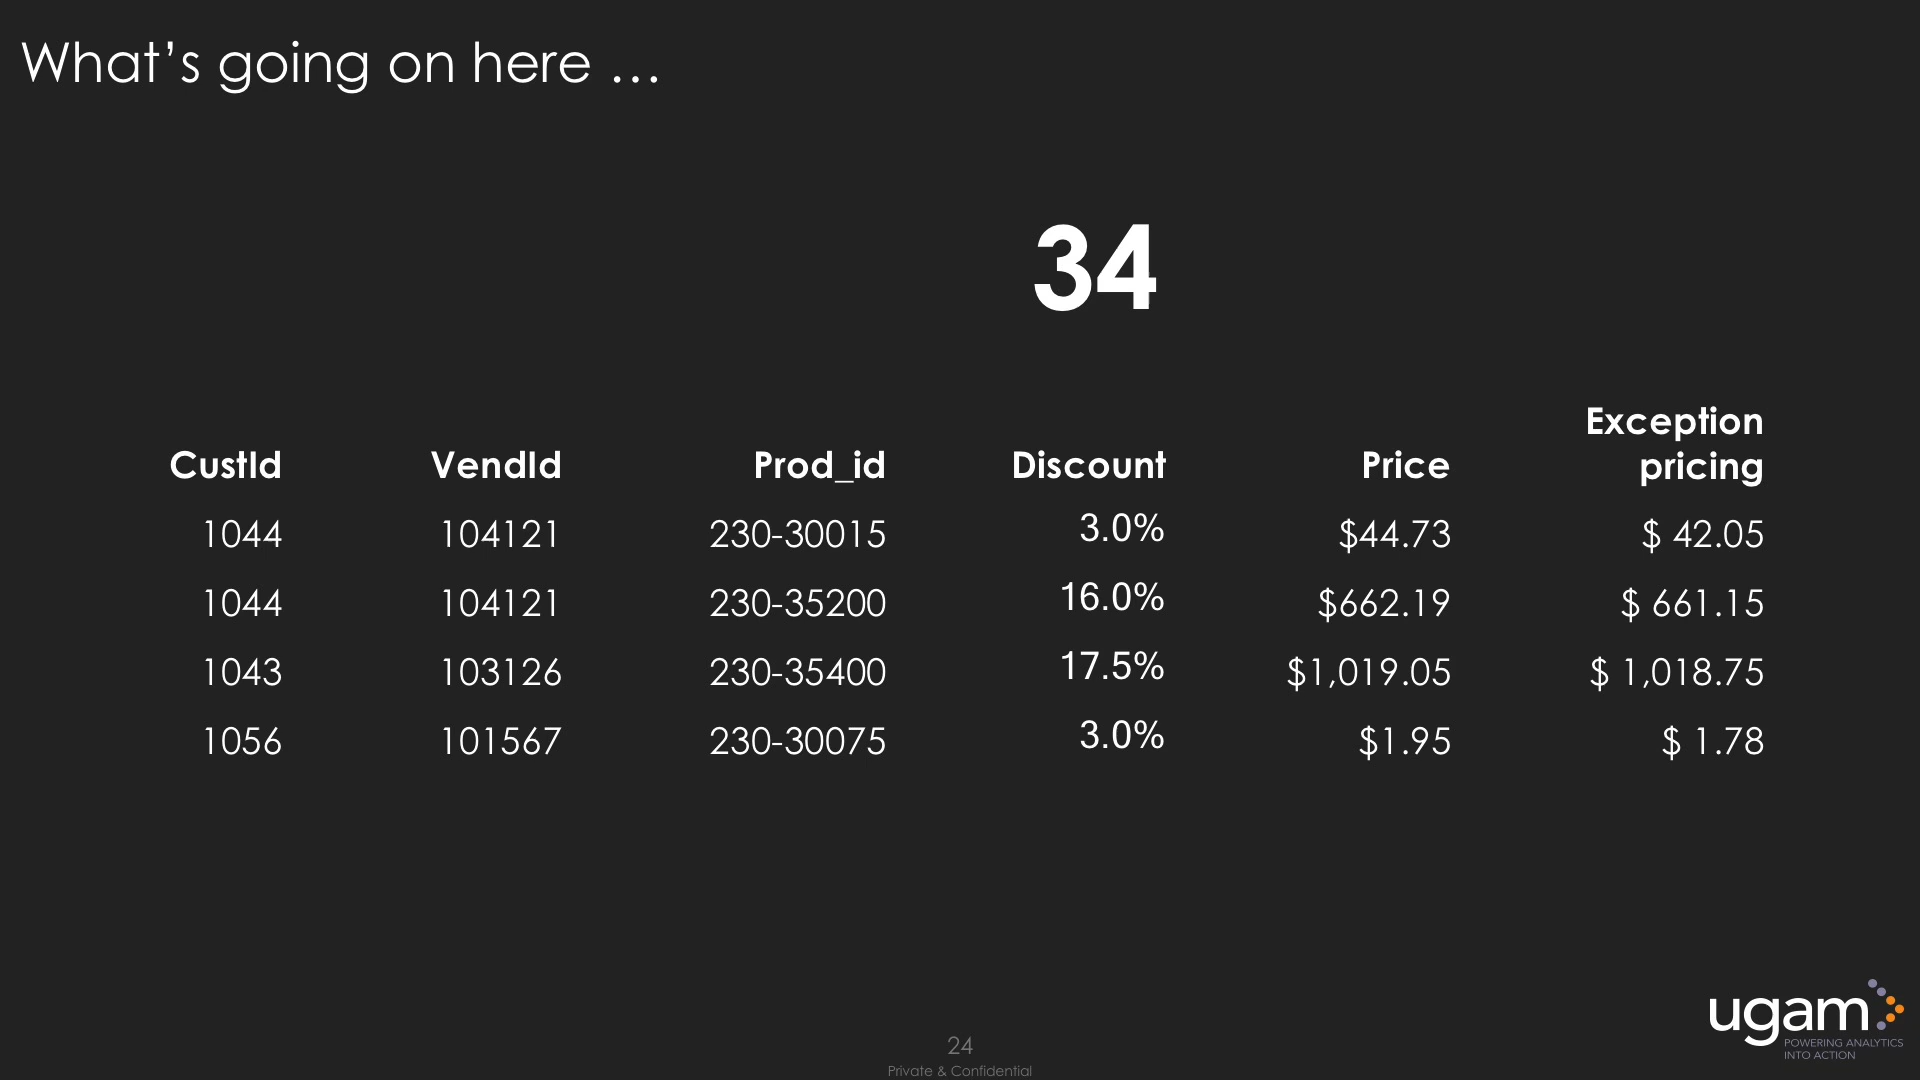 What’s going on here …
34
CustId VendId Prod_id Discount Price Exception pricing
1044 104121 230-30015 3.0% $44.73 $ 42.05
1044 104121 230-35200 16.0% $662.19 $ 661.15
1043 103126 230-35400 17.5% $1,019.05 $ 1,018.75
1056 101567 230-30075 3.0% $1.95 $ 1.78
ugam
POWERING ANALYTICS
INTO ACTION
24
Private & Confidential